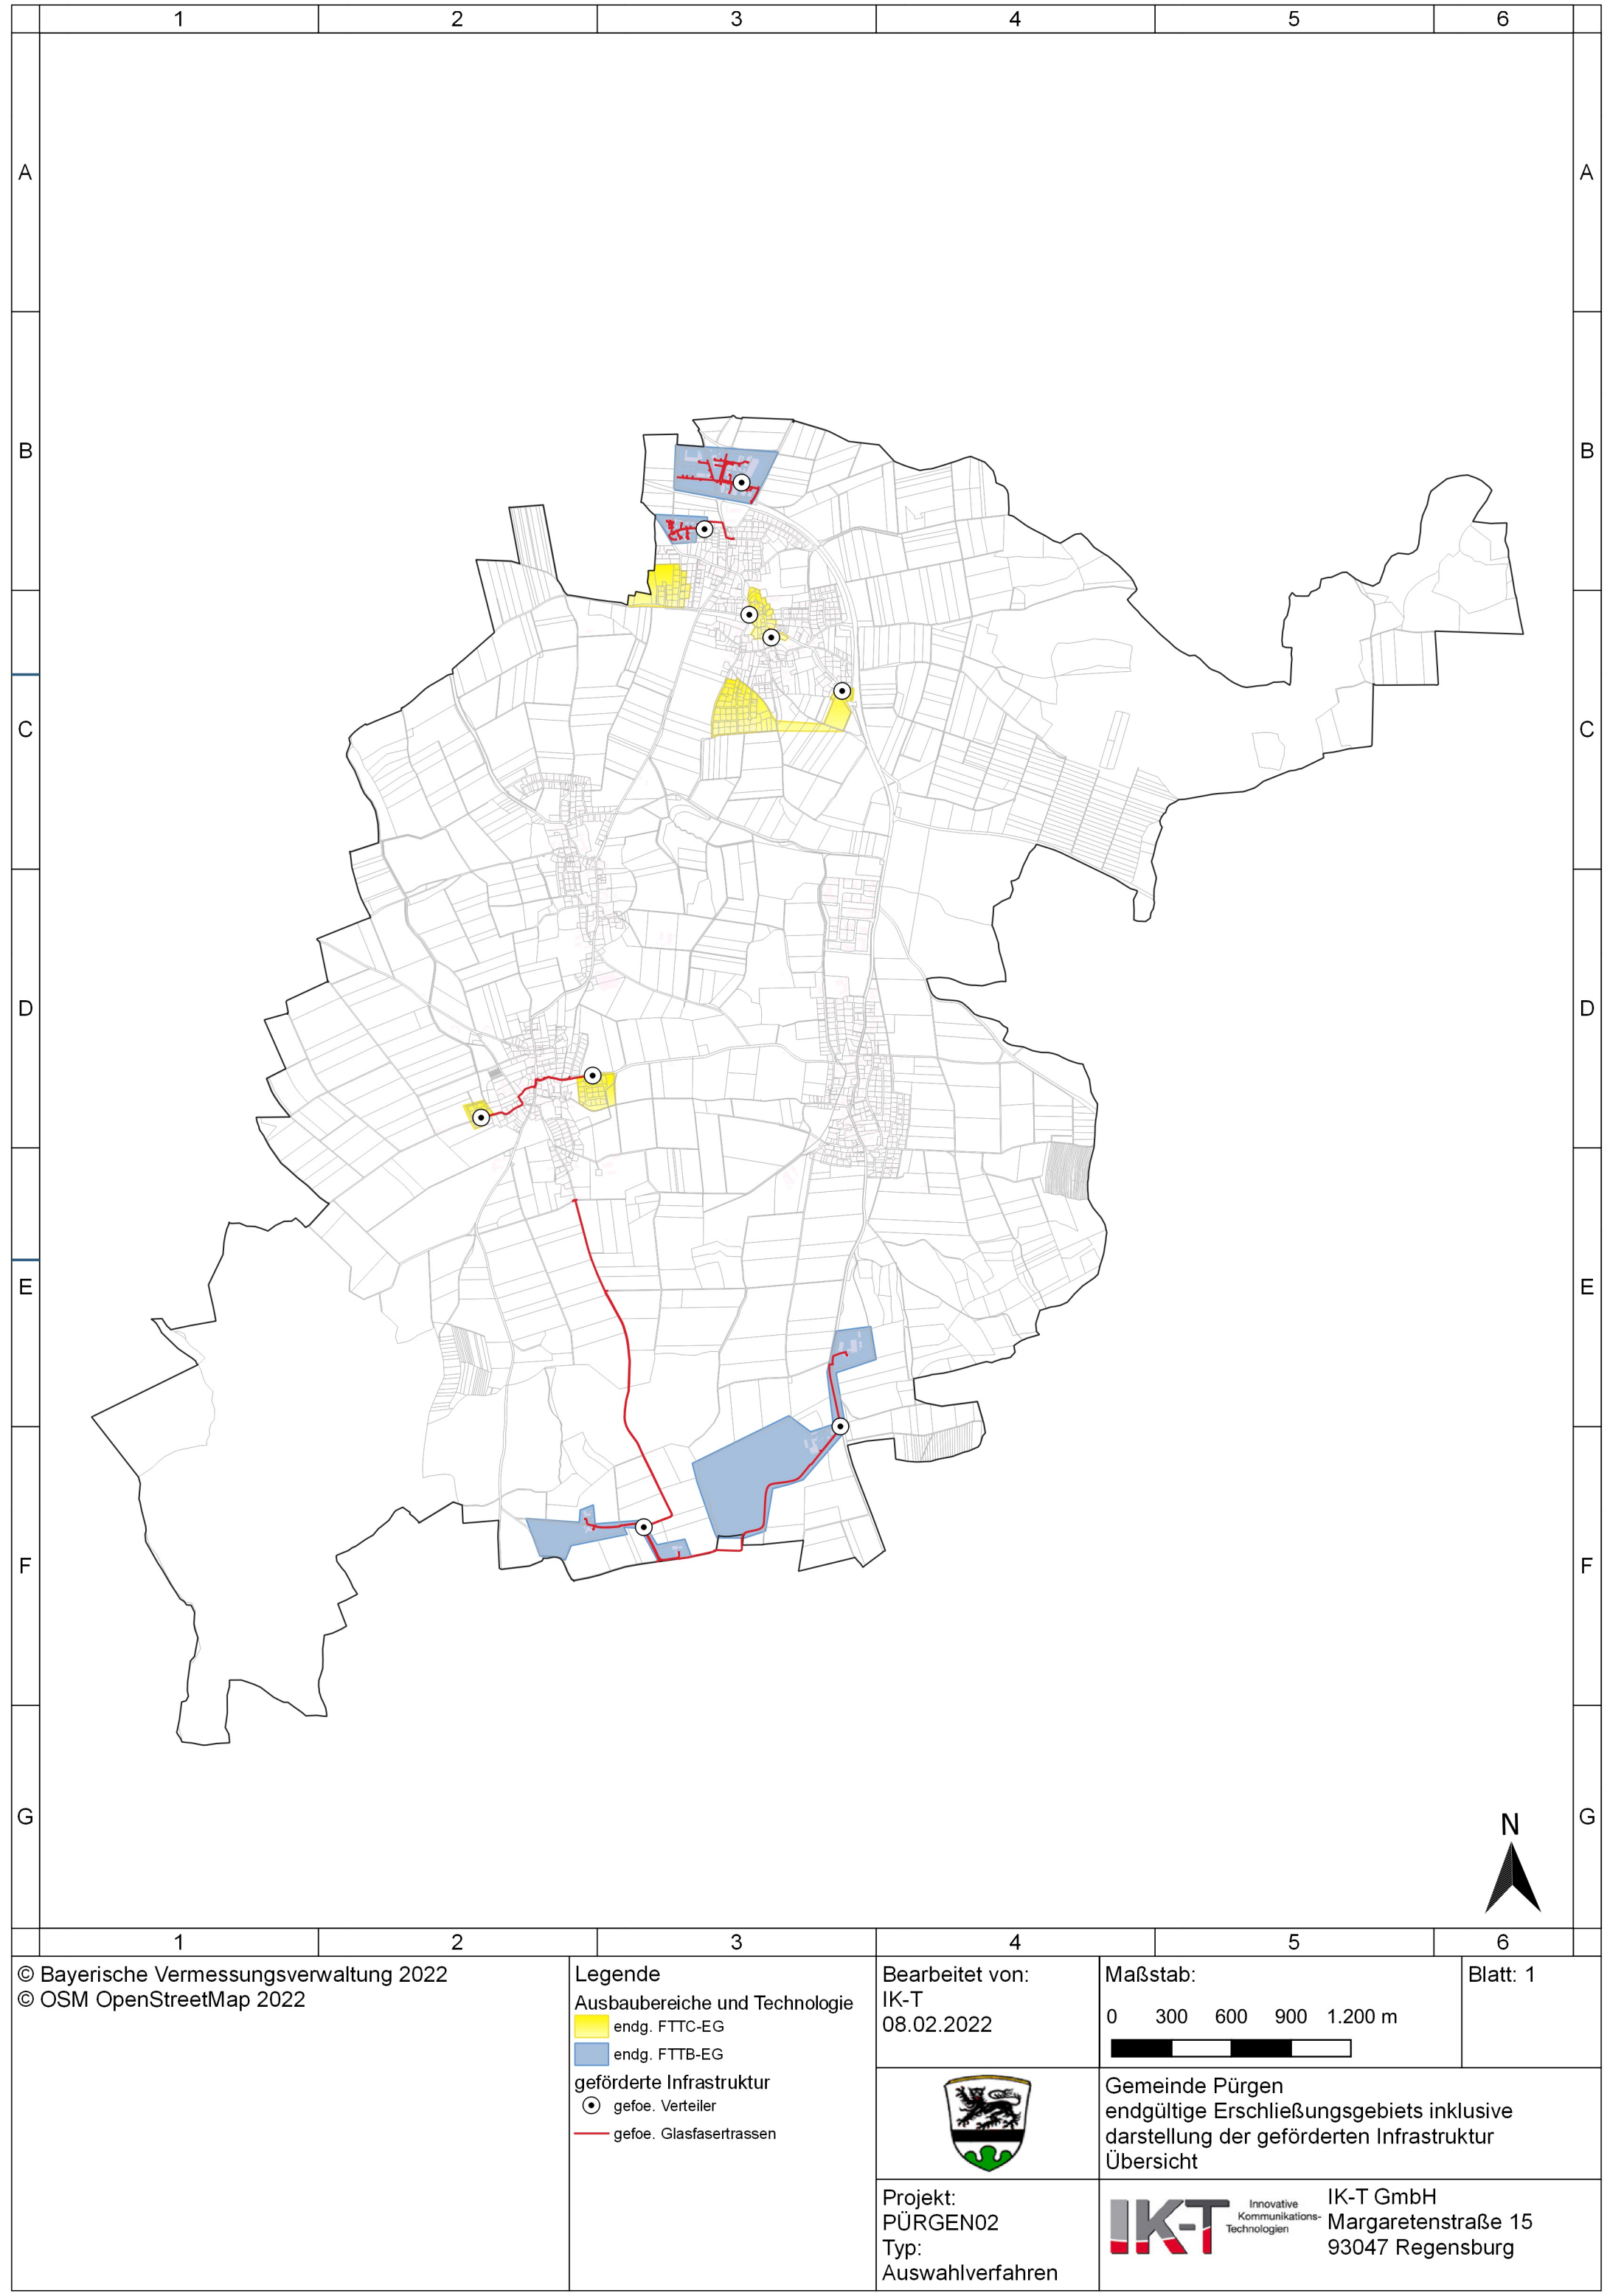 1 2 3 4 5 6
A A
B B
C C
D D
E E
F F
G G
N
1 2 3 4 5 6
© Bayerische Vermessungsverwaltung 2022
© OSM OpenStreetMap 2022
Legende
Ausbaubereiche und Technologie
endg. FTTC-EG
endg. FTTB-EG
geförderte Infrastruktur
gefoe. Verteiler
gefoe. Glasfasertrassen
Bearbeitet von:
IK-T
08.02.2022
Maßstab:
0 300 600 900 1.200 m
Blatt: 1
Gemeinde Pürgen
endgültige Erschließungsgebiets inklusive
darstellung der geförderten Infrastruktur
Übersicht
Projekt:
PÜRGEN02
Typ:
Auswahlverfahren
IK-T
Innovative
Kommunikations-
Technologien
IK-T GmbH
Margaretenstraße 15
93047 Regensburg